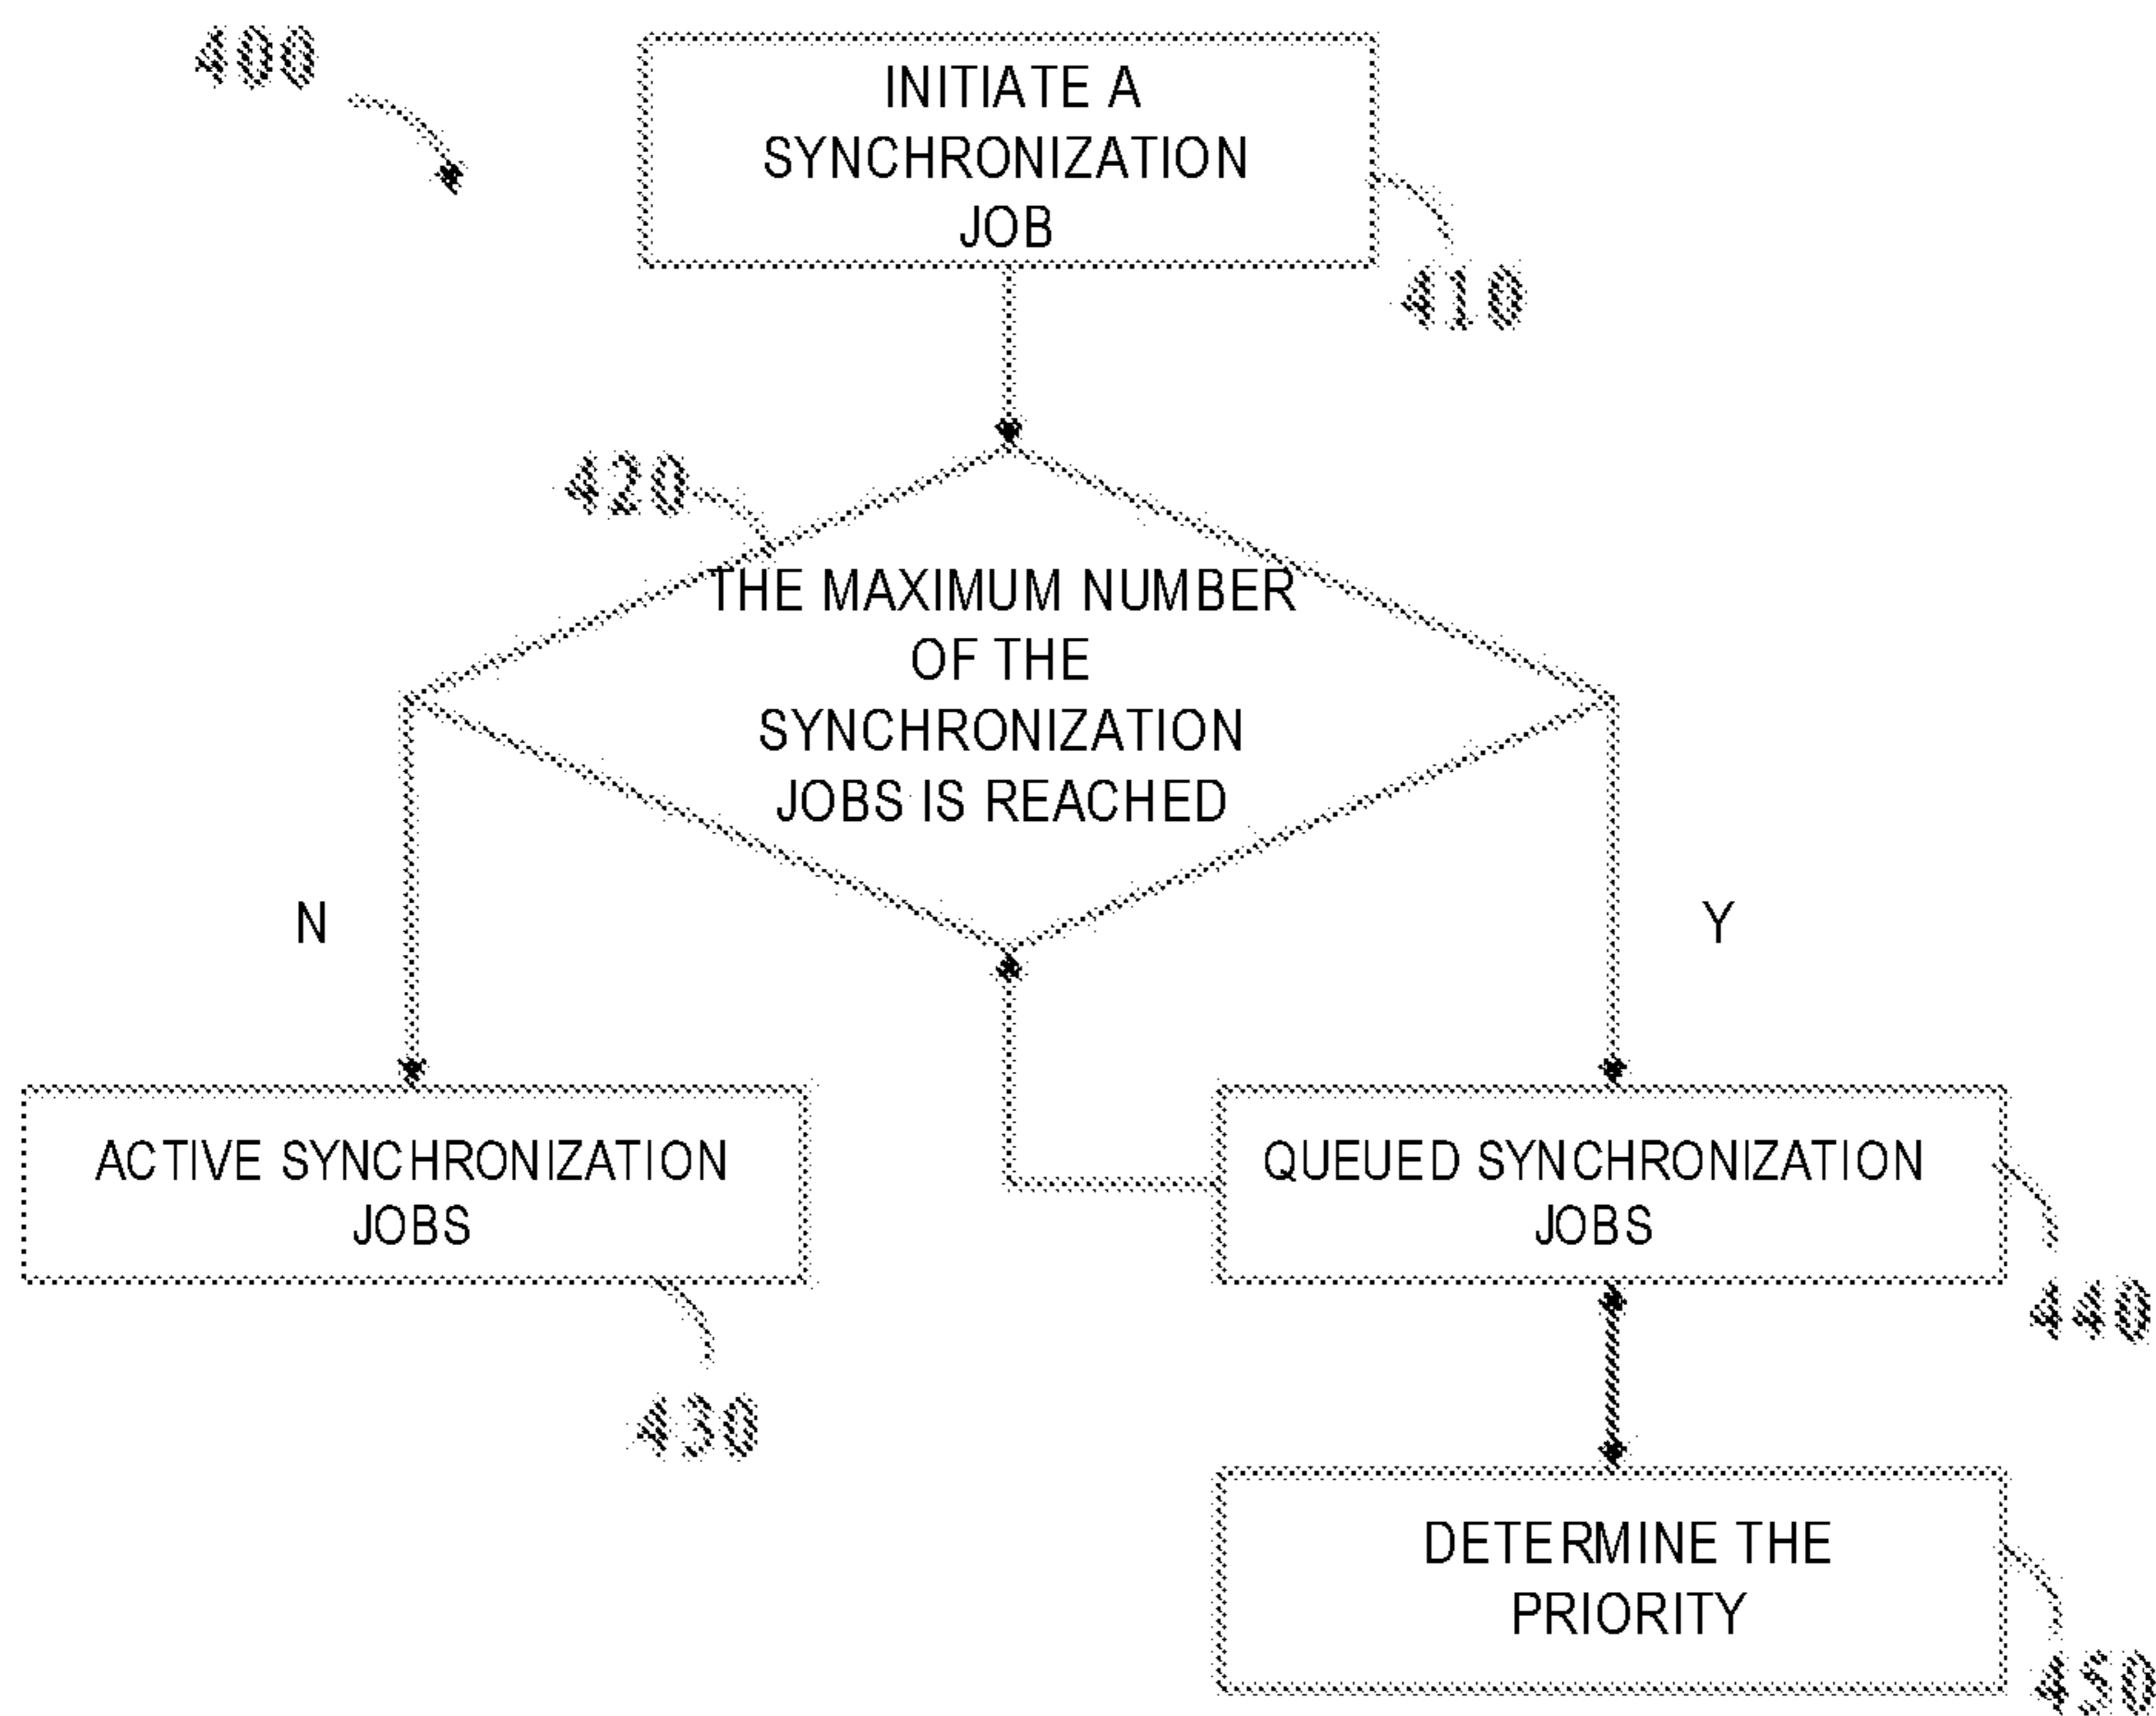 400
INITIATE A
SYNCHRONIZATION
JOB
410
420
THE MAXIMUM NUMBER
OF THE
SYNCHRONIZATION
JOBS IS REACHED
N
Y
ACTIVE SYNCHRONIZATION
JOBS
430
QUEUED SYNCHRONIZATION
JOBS
440
DETERMINE THE
PRIORITY
450